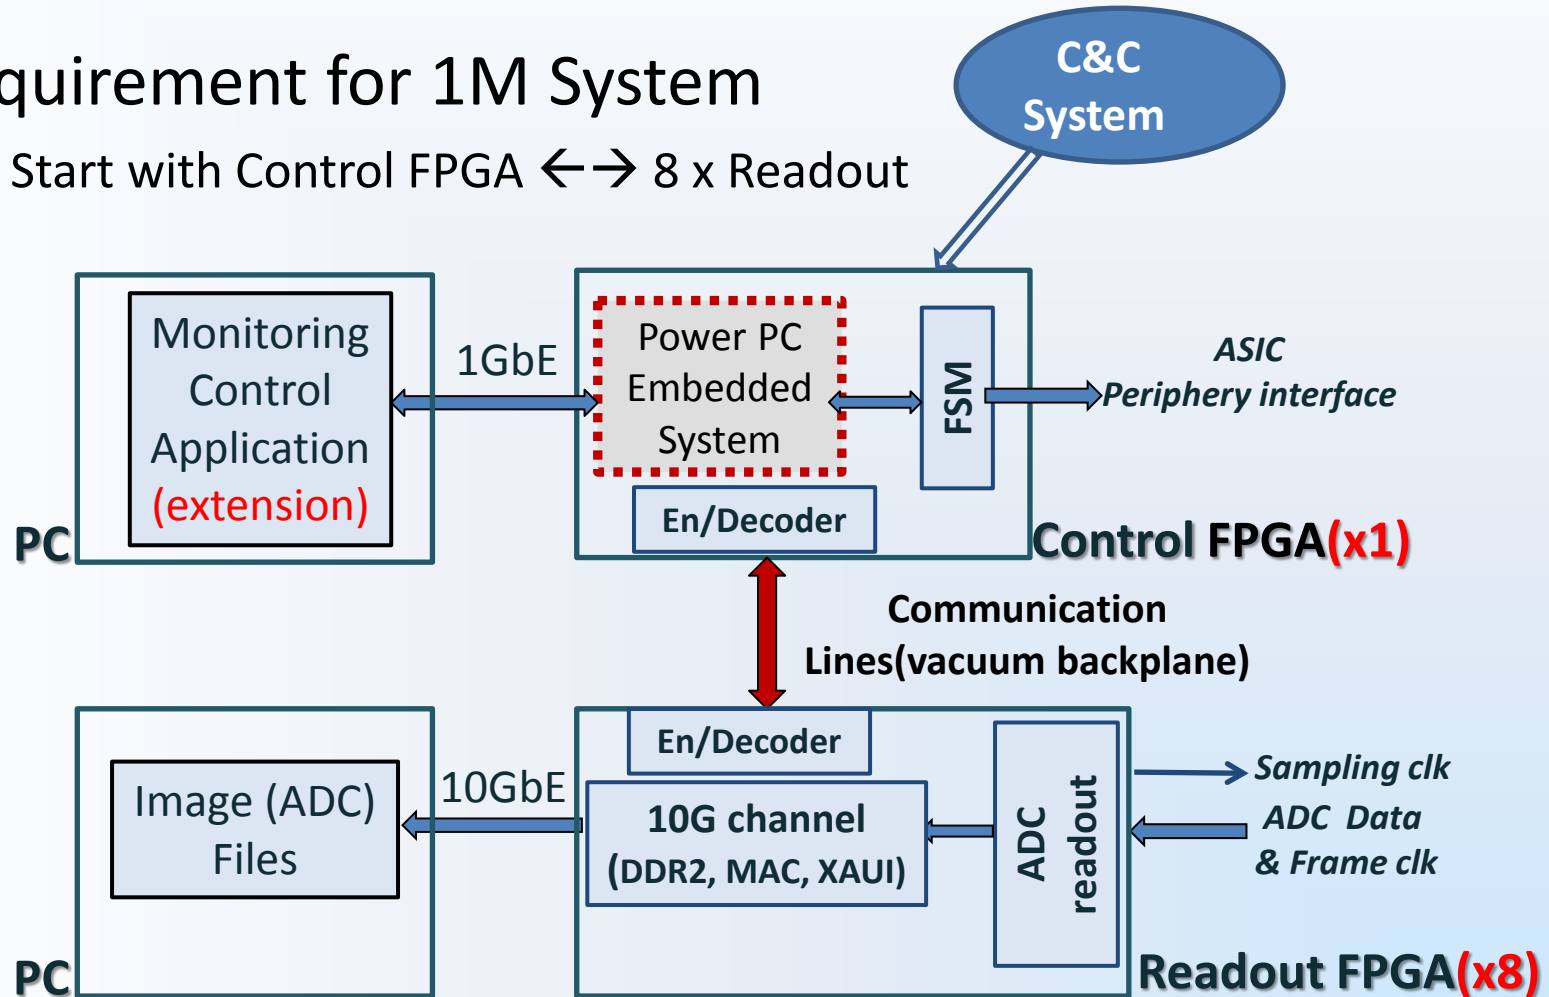 quirement for 1M System
Start with Control FPGA ←→ 8 x Readout
C&C
System
Monitoring
Control
Application
(extension)
PC
1GbE
Power PC
Embedded
System
FSM
En/Decoder
ASIC
Periphery interface
Control FPGA(x1)
Communication
Lines(vacuum backplane)
Image (ADC)
Files
PC
10GbE
En/Decoder
10G channel
(DDR2, MAC, XAUI)
ADC
readout
Sampling clk
ADC Data
& Frame clk
Readout FPGA(x8)